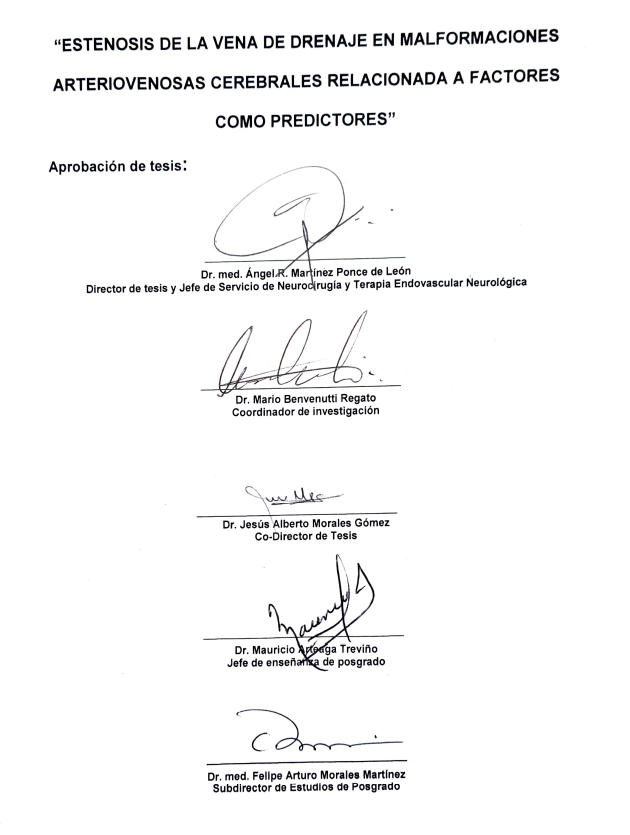 “ESTENOSIS DE LA VENA DE DRENAJE EN MALFORMACIONES
ARTERIOVENOSAS CEREBRALES RELACIONADA A FACTORES
COMO PREDICTORES”
Aprobación de tesis:
Dr. med. Ángel R. Martínez Ponce de León
Director de tesis y Jefe de Servicio de Neurocirugía y Terapia Endovascular Neurológica
Dr. Mario Benvenutti Regato
Coordinador de investigación
Dr. Jesús Alberto Morales Gómez
Co-Director de Tesis
Dr. Mauricio Arteaga Treviño
Jefe de enseñanza de posgrado
Dr. med. Felipe Arturo Morales Martínez
Subdirector de Estudios de Posgrado